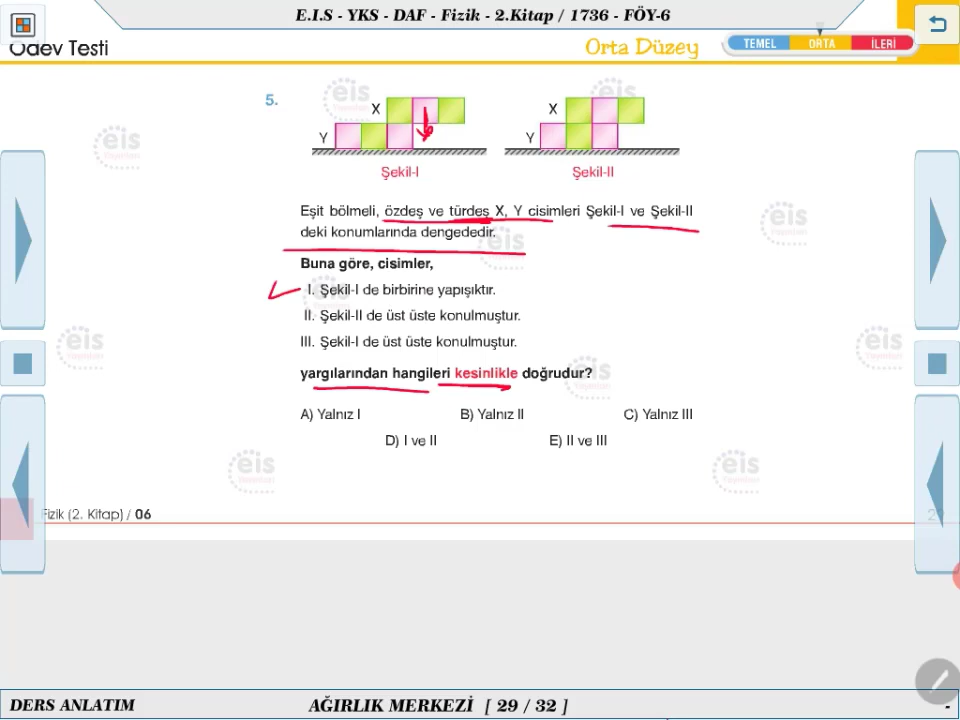 E.I.S - YKS - DAF - Fizik - 2.Kitap / 1736 - FÖY-6
Ödev Testi
Orta Düzey
TEMEL ORTA İLERİ
5.
X
Y
Şekil-I
X
Y
Şekil-II
Eşit bölmeli, özdeş ve türdeş X, Y cisimleri Şekil-I ve Şekil-II
deki konumlarında dengededir.
Buna göre, cisimler,
I. Şekil-I de birbirine yapışıktır.
II. Şekil-II de üst üste konulmuştur.
III. Şekil-I de üst üste konulmuştur.
yargılarından hangileri kesinlikle doğrudur?
A) Yalnız I B) Yalnız II C) Yalnız III
D) I ve II E) II ve III
eis
Yayınları
Fizik (2. Kitap) / 06
DERS ANLATIM
AĞIRLIK MERKEZİ [ 29 / 32 ]
-